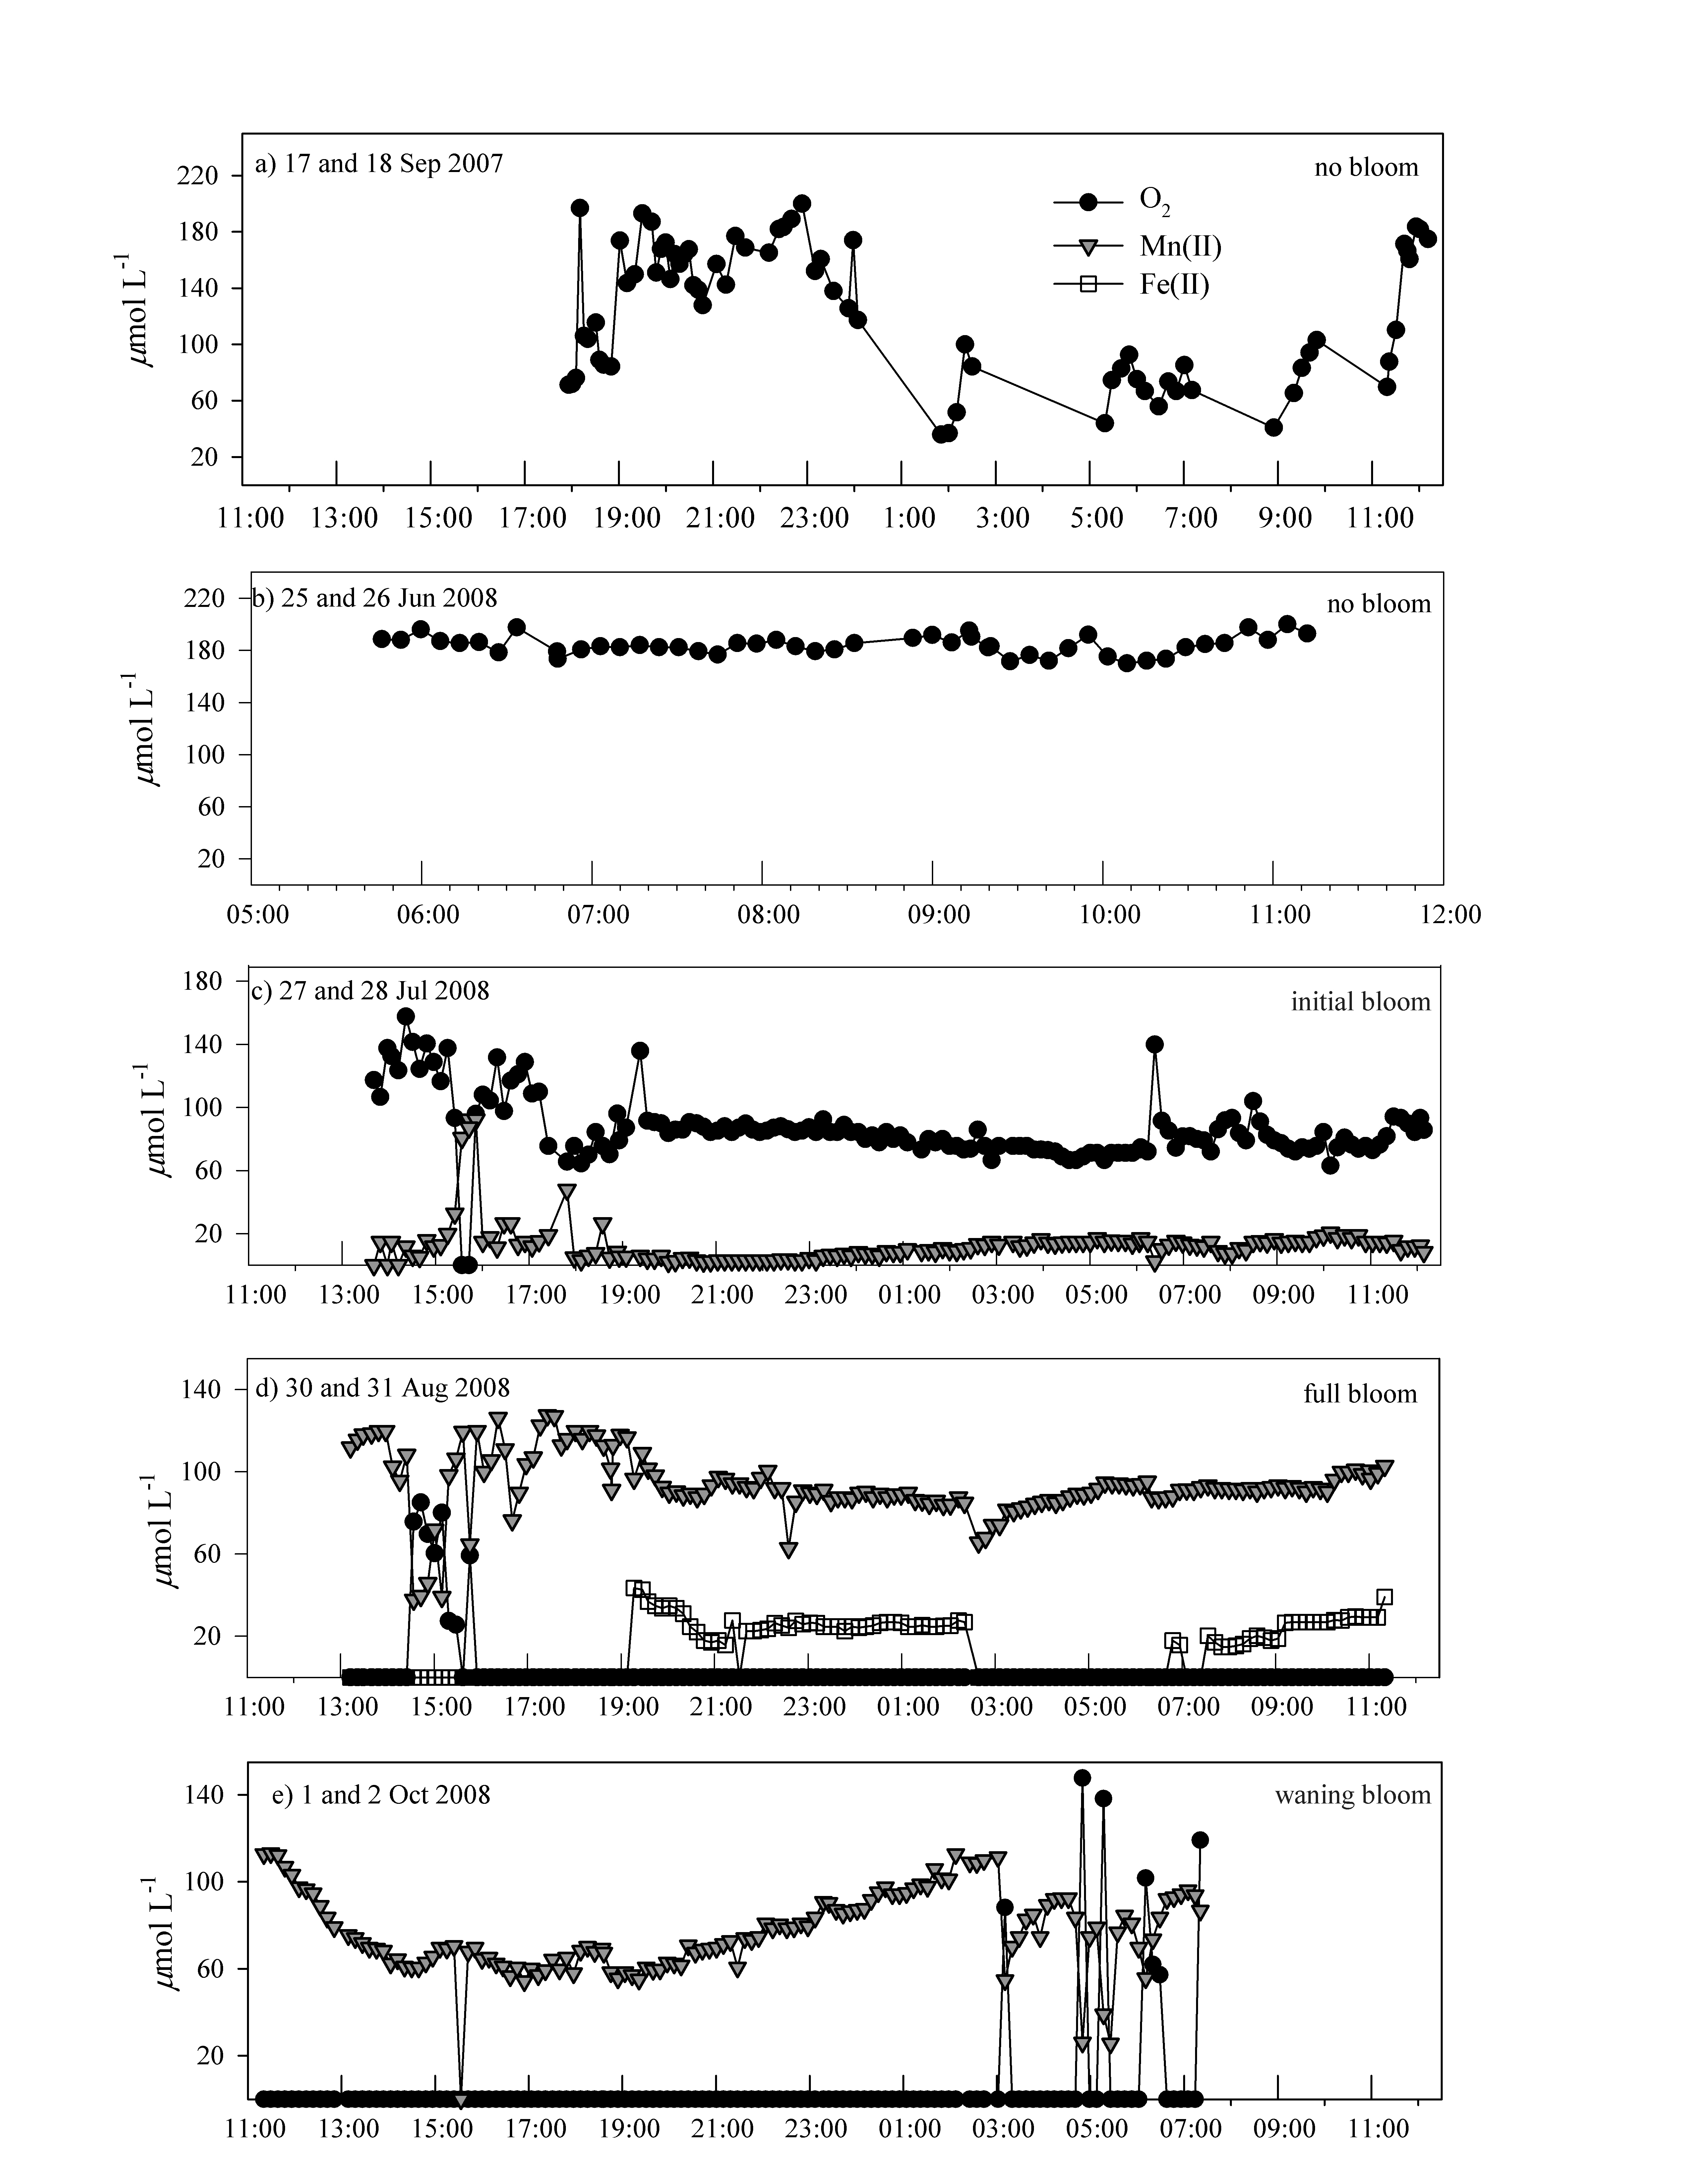 a) 17 and 18 Sep 2007
no bloom
O2
Mn(II)
Fe(II)
μmol L-1
220
180
140
100
60
20
11:00 13:00 15:00 17:00 19:00 21:00 23:00 1:00 3:00 5:00 7:00 9:00 11:00
b) 25 and 26 Jun 2008
no bloom
μmol L-1
220
180
140
100
60
20
05:00 06:00 07:00 08:00 09:00 10:00 11:00 12:00
c) 27 and 28 Jul 2008
initial bloom
μmol L-1
180
140
100
60
20
11:00 13:00 15:00 17:00 19:00 21:00 23:00 01:00 03:00 05:00 07:00 09:00 11:00
d) 30 and 31 Aug 2008
full bloom
μmol L-1
140
100
60
20
11:00 13:00 15:00 17:00 19:00 21:00 23:00 01:00 03:00 05:00 07:00 09:00 11:00
e) 1 and 2 Oct 2008
waning bloom
μmol L-1
140
100
60
20
11:00 13:00 15:00 17:00 19:00 21:00 23:00 01:00 03:00 05:00 07:00 09:00 11:00